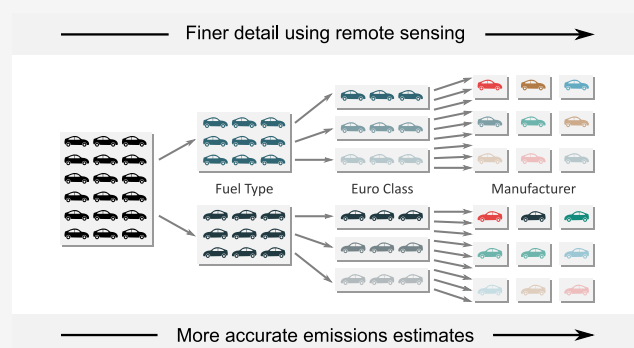 Finer detail using remote sensing
Fuel Type
Euro Class
Manufacturer
More accurate emissions estimates